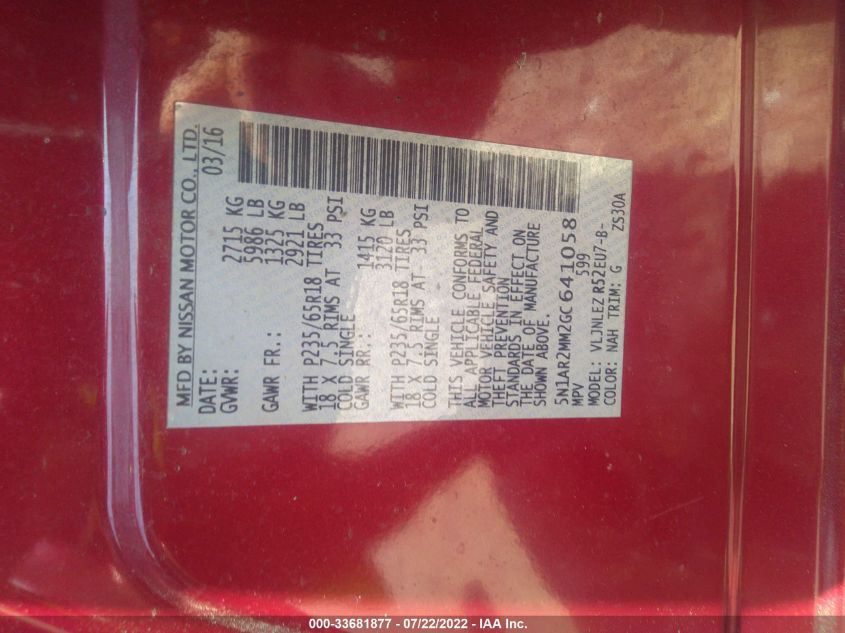 MFD BY NISSAN MOTOR CO., LTD.
DATE: 03/16
GVWR: 2715 KG
5986 LB
GAWR FR.: 1325 KG
2921 LB
WITH P235/65R18 TIRES
18 X 7.5 RIMS AT 33 PSI
COLD SINGLE
GAWR RR.: 1415 KG
3120 LB
WITH P235/65R18 TIRES
18 X 7.5 RIMS AT 33 PSI
COLD SINGLE
THIS VEHICLE CONFORMS TO
ALL APPLICABLE FEDERAL
MOTOR VEHICLE SAFETY AND
THEFT PREVENTION
STANDARDS IN EFFECT ON
THE DATE OF MANUFACTURE
SHOWN ABOVE.
5N1AR2MM2GC641058
MPV 599
MODEL: VLJNLEZ R52EU7-B-
COLOR: NAH TRIM: G ZS30A
000-33681877 - 07/22/2022 - IAA Inc.